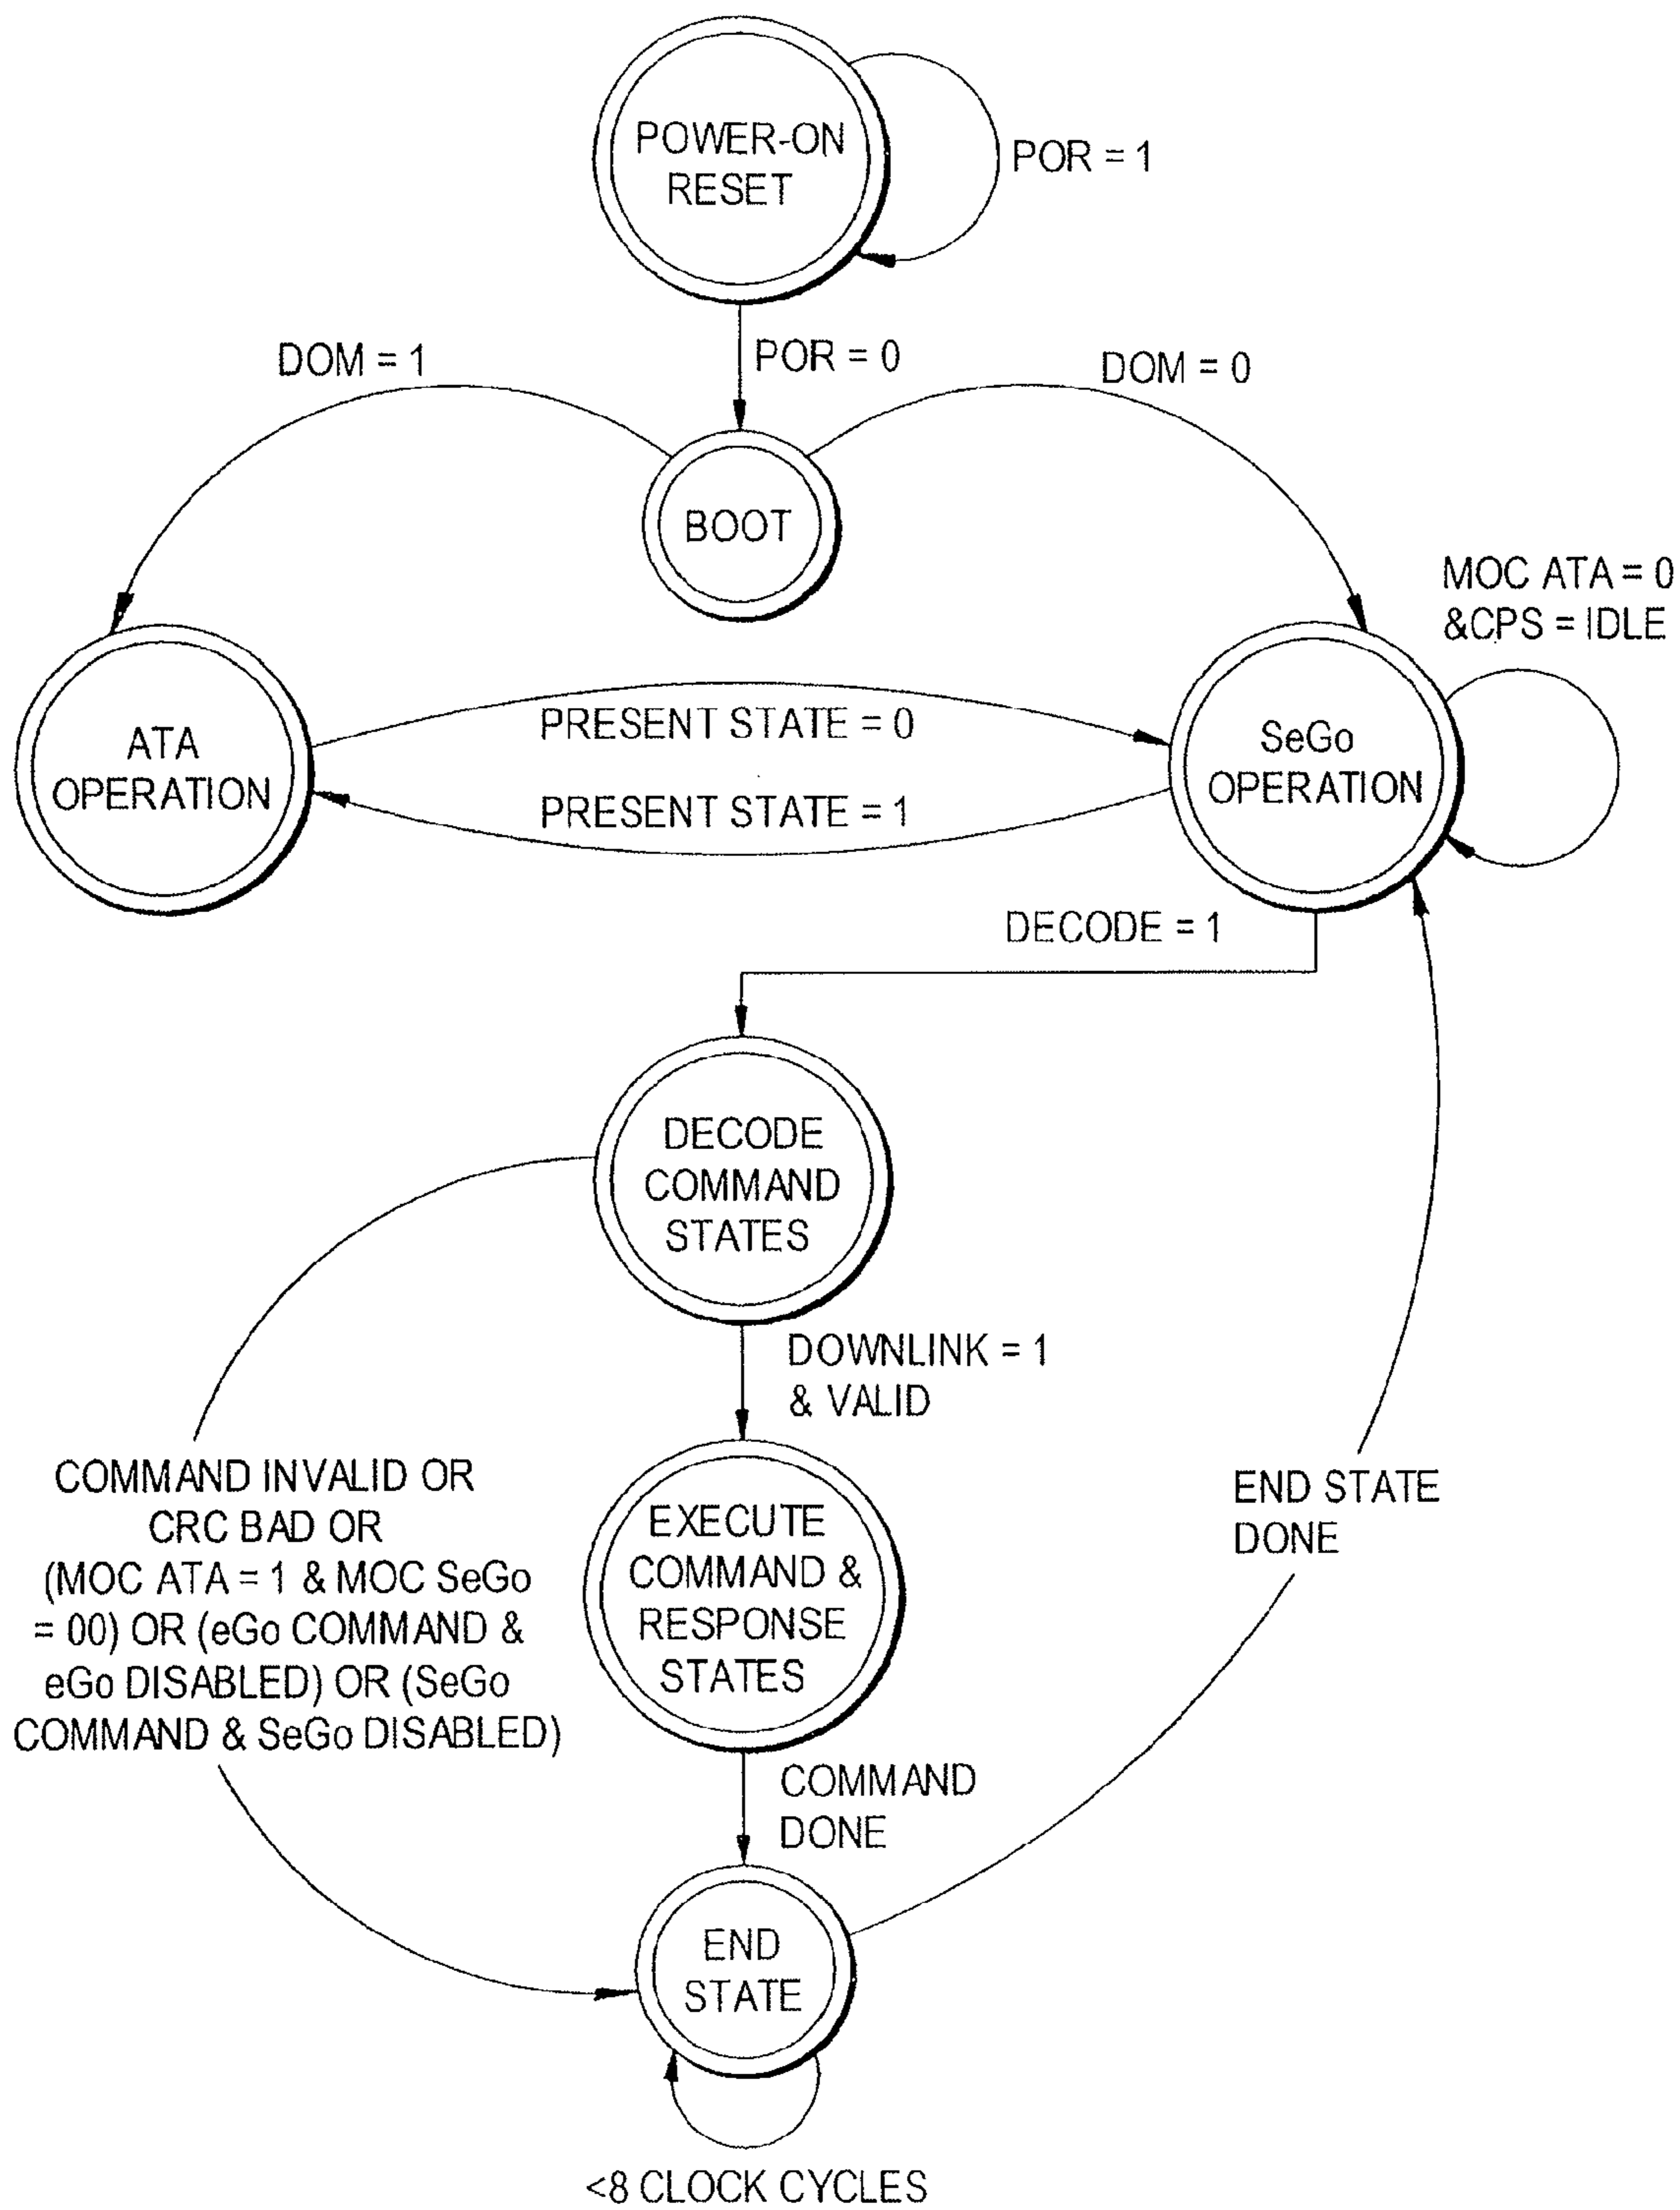 POWER-ON
RESET
POR = 1
DOM = 1
POR = 0
DOM = 0
BOOT
MOC ATA = 0
&CPS = IDLE
ATA
OPERATION
PRESENT STATE = 0
PRESENT STATE = 1
SeGo
OPERATION
DECODE = 1
DECODE
COMMAND
STATES
DOWNLINK = 1
& VALID
COMMAND INVALID OR
CRC BAD OR
(MOC ATA = 1 & MOC SeGo
= 00) OR (eGo COMMAND &
eGo DISABLED) OR (SeGo
COMMAND & SeGo DISABLED)
EXECUTE
COMMAND &
RESPONSE
STATES
END STATE
DONE
COMMAND
DONE
END
STATE
<8 CLOCK CYCLES